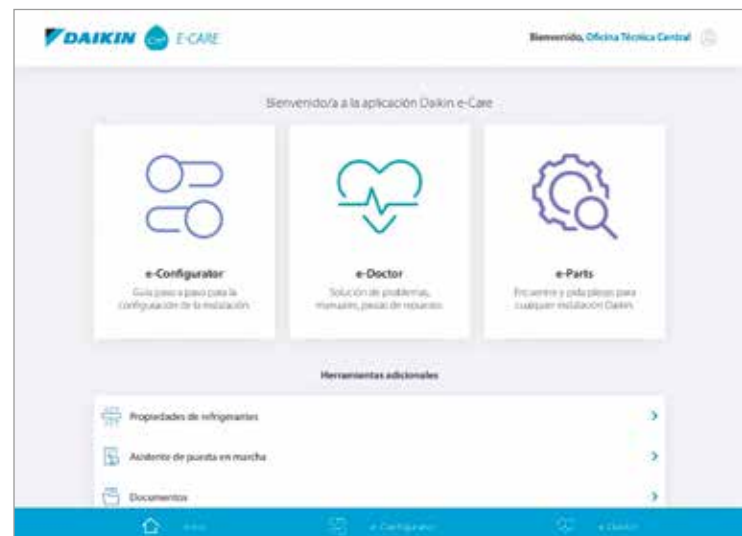 DAIKIN E-CARE
Bienvenido, Oficina Técnica Central
Bienvenido/a a la aplicación Daikin e-Care
e-Configurator
Guía paso a paso para la
configuración de la instalación
e-Doctor
Solución de problemas,
manuales, piezas de repuesto
e-Parts
Encuentre y pida piezas para
cualquier instalación Daikin
Herramientas adicionales
Propiedades de refrigerantes
Asistente de puesta en marcha
Documentos
e-Configurator
e-Doctor